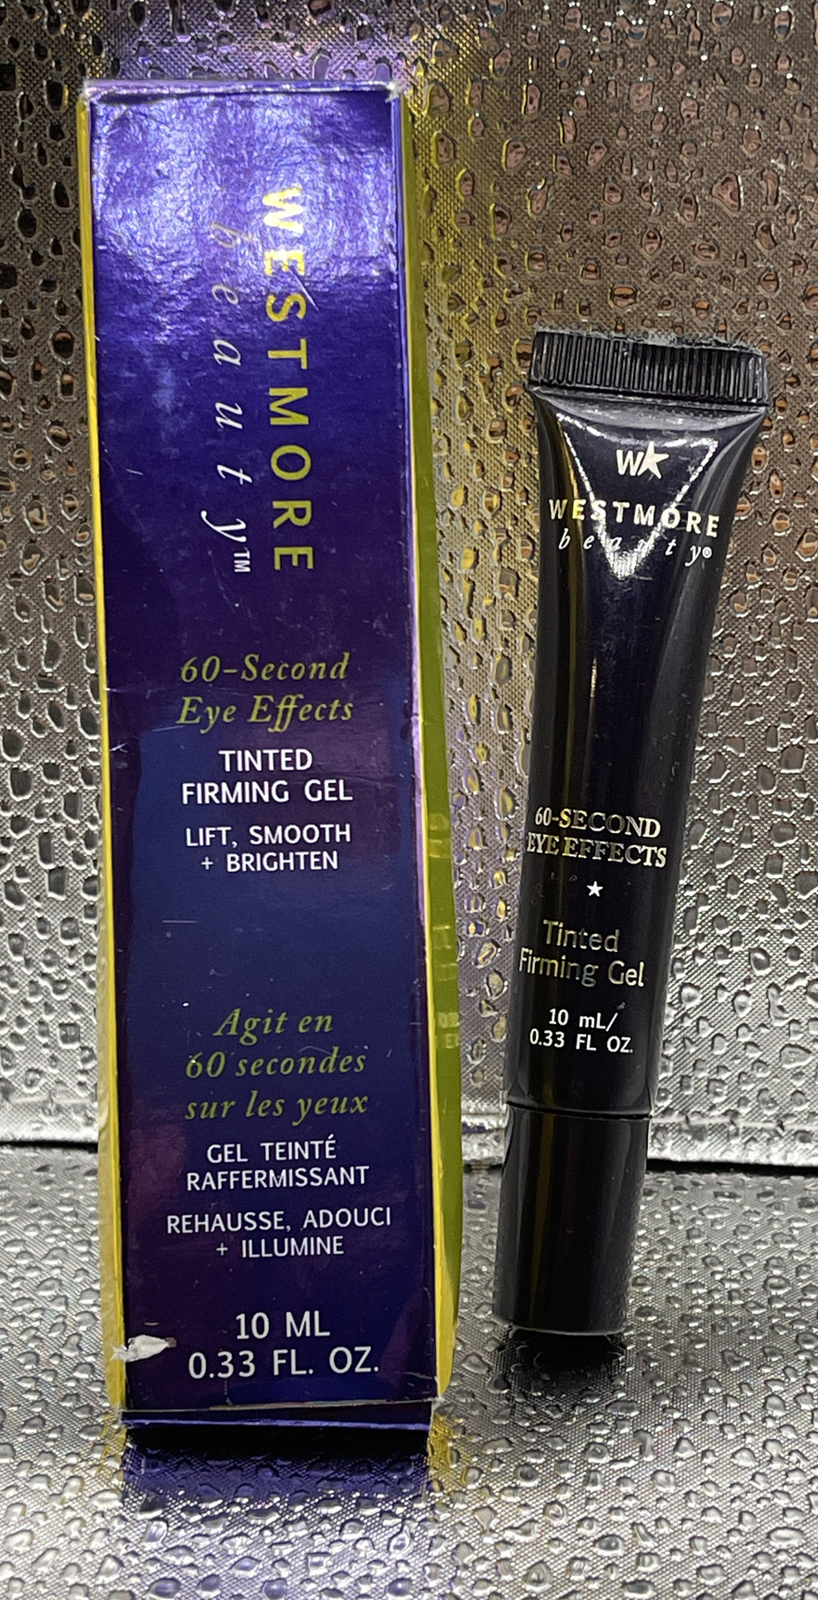 WESTMORE
beauty™
60-Second
Eye Effects
TINTED
FIRMING GEL
LIFT, SMOOTH
+ BRIGHTEN
Agit en
60 secondes
sur les yeux
GEL TEINTÉ
RAFFERMISSANT
REHAUSSE, ADOUCI
+ ILLUMINE
10 ML
0.33 FL. OZ.
W★
WESTMORE
beauty®
60-SECOND
EYE EFFECTS
★
Tinted
Firming Gel
10 mL/
0.33 FL OZ.